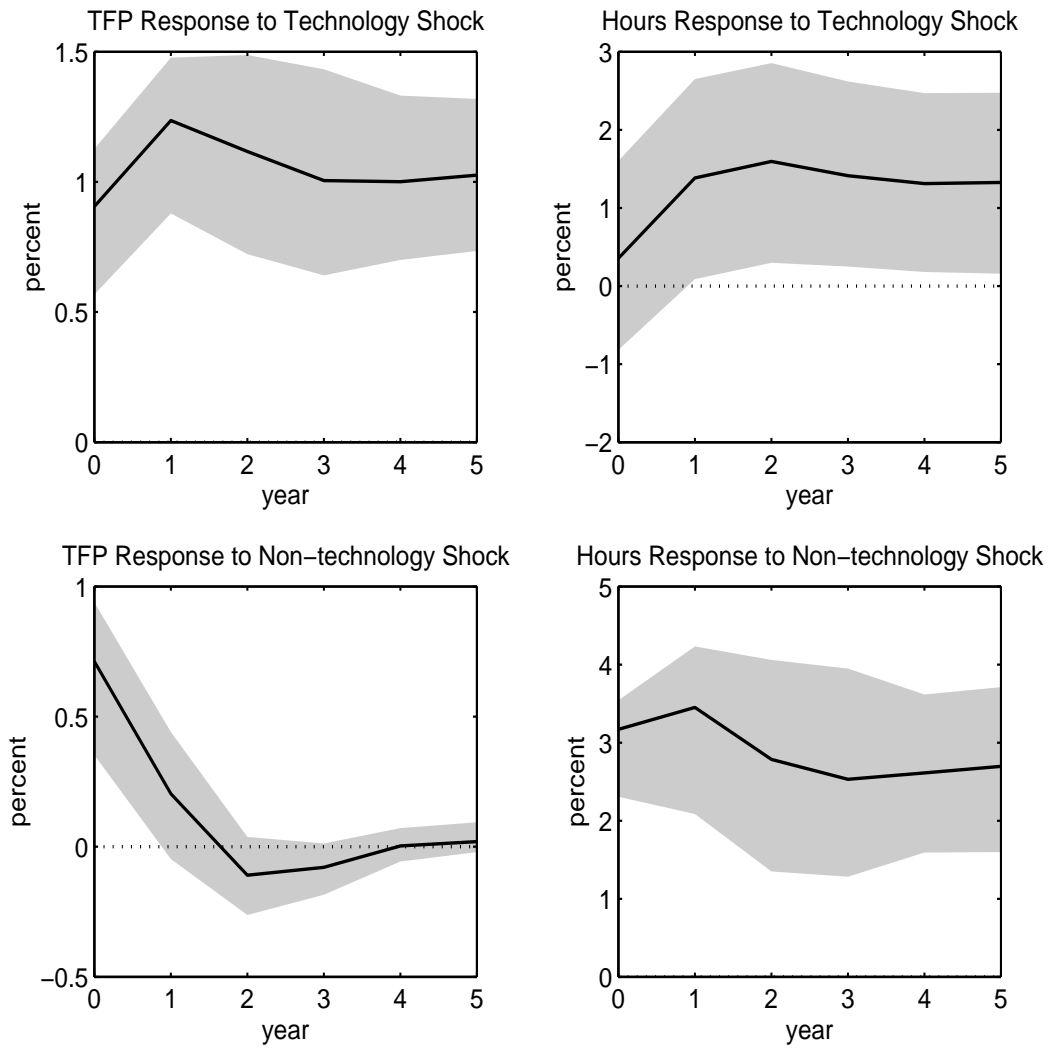 TFP Response to Technology Shock
1.5
1
0.5
0
percent
0 1 2 3 4 5
year
Hours Response to Technology Shock
3
2
1
0
−1
−2
percent
0 1 2 3 4 5
year
TFP Response to Non−technology Shock
1
0.5
0
−0.5
percent
0 1 2 3 4 5
year
Hours Response to Non−technology Shock
5
4
3
2
1
0
percent
0 1 2 3 4 5
year